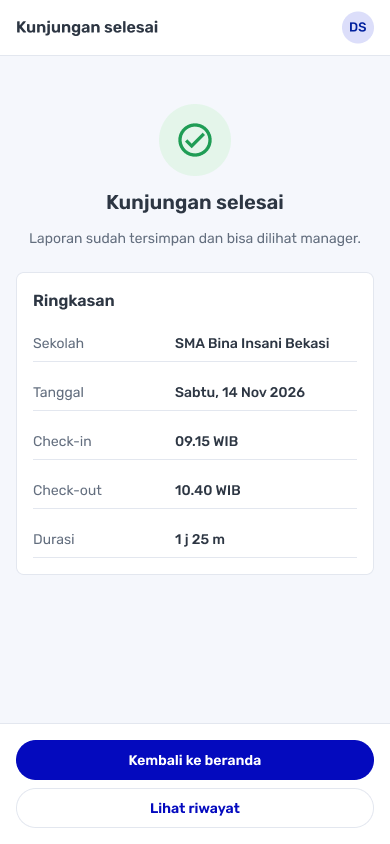 Kunjungan selesai
DS
Kunjungan selesai
Laporan sudah tersimpan dan bisa dilihat manager.
Ringkasan
Sekolah SMA Bina Insani Bekasi
Tanggal Sabtu, 14 Nov 2026
Check-in 09.15 WIB
Check-out 10.40 WIB
Durasi 1 j 25 m
Kembali ke beranda
Lihat riwayat